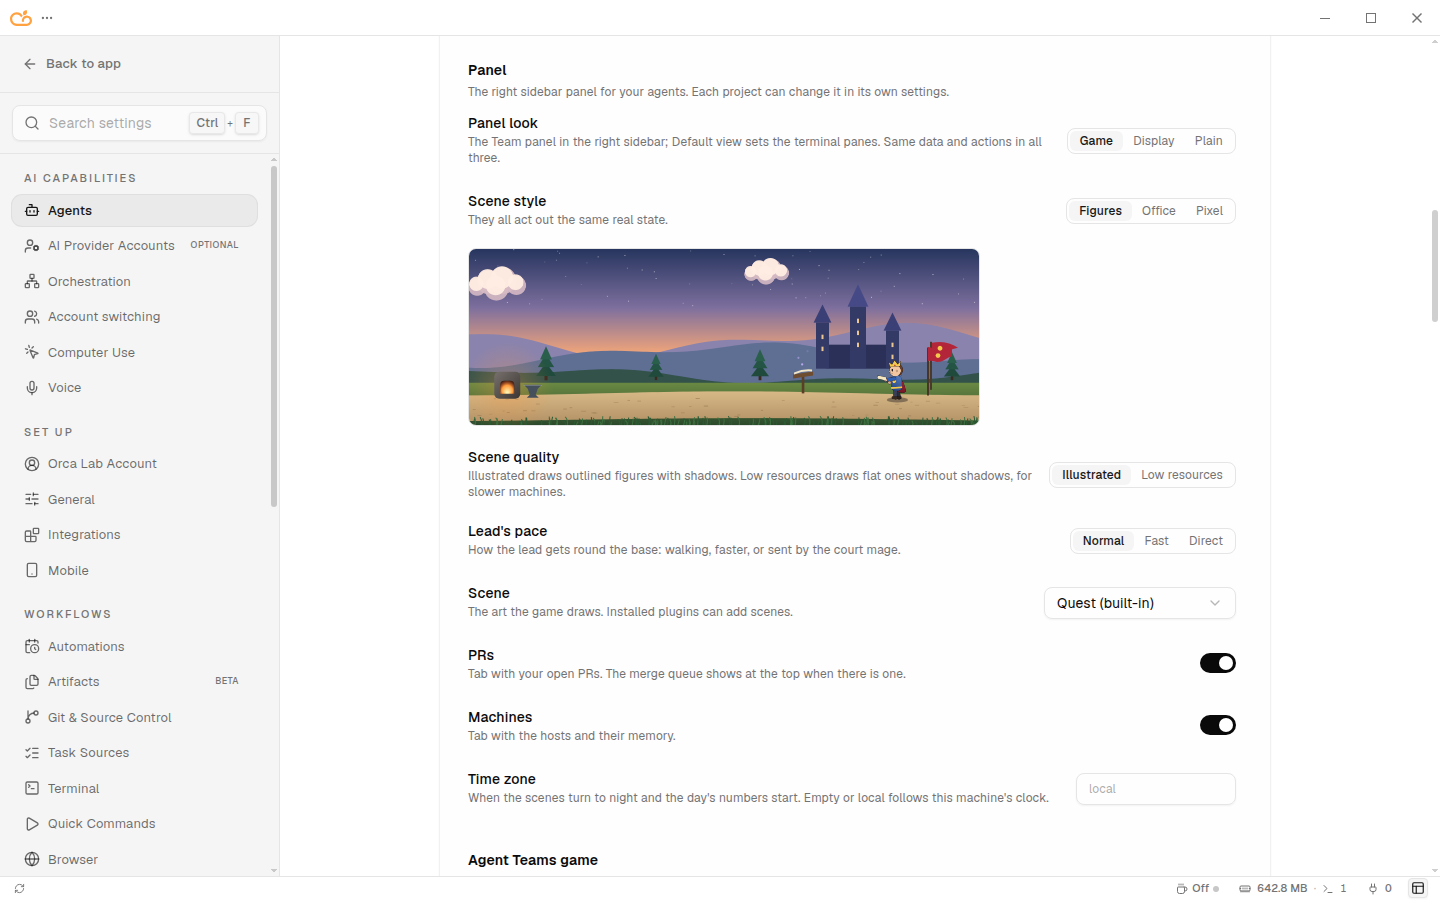 Back to app
Search settings
Ctrl + F
AI CAPABILITIES
Agents
AI Provider Accounts OPTIONAL
Orchestration
Account switching
Computer Use
Voice
SET UP
Orca Lab Account
General
Integrations
Mobile
WORKFLOWS
Automations
Artifacts BETA
Git & Source Control
Task Sources
Terminal
Quick Commands
Browser
Panel
The right sidebar panel for your agents. Each project can change it in its own settings.
Panel look
The Team panel in the right sidebar; Default view sets the terminal panes. Same data and actions in all
three.
Game Display Plain
Scene style
They all act out the same real state.
Figures Office Pixel
Scene quality
Illustrated draws outlined figures with shadows. Low resources draws flat ones without shadows, for
slower machines.
Illustrated Low resources
Lead's pace
How the lead gets round the base: walking, faster, or sent by the court mage.
Normal Fast Direct
Scene
The art the game draws. Installed plugins can add scenes.
Quest (built-in)
PRs
Tab with your open PRs. The merge queue shows at the top when there is one.
Machines
Tab with the hosts and their memory.
Time zone
When the scenes turn to night and the day's numbers start. Empty or local follows this machine's clock.
local
Agent Teams game
Off
642.8 MB · 1
0